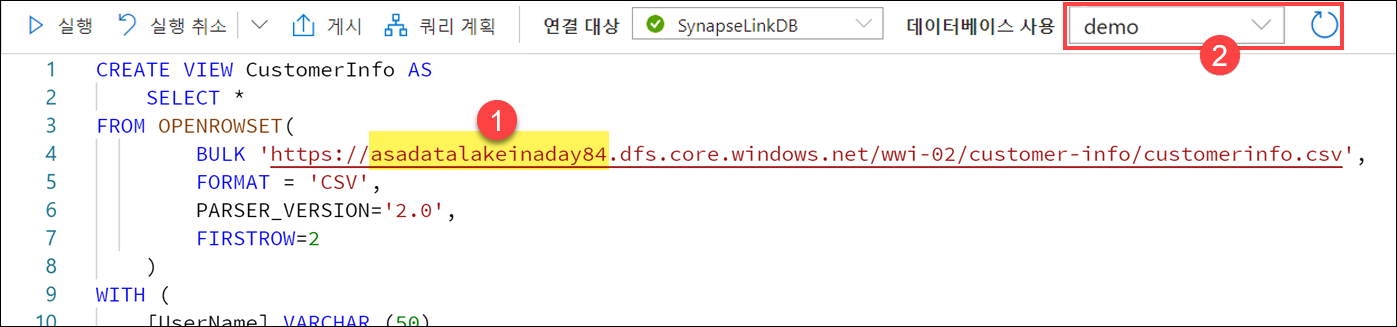 실행 실행 취소 게시 쿼리 계획 연결 대상 SynapseLinkDB 데이터베이스 사용 demo
2
1 CREATE VIEW CustomerInfo AS
2 SELECT *
1
3 FROM OPENROWSET(
4 BULK 'https://asadatalakeinaday84.dfs.core.windows.net/wwi-02/customer-info/customerinfo.csv',
5 FORMAT = 'CSV',
6 PARSER_VERSION='2.0',
7 FIRSTROW=2
8 )
9 WITH (
10 [UserName] VARCHAR (50)